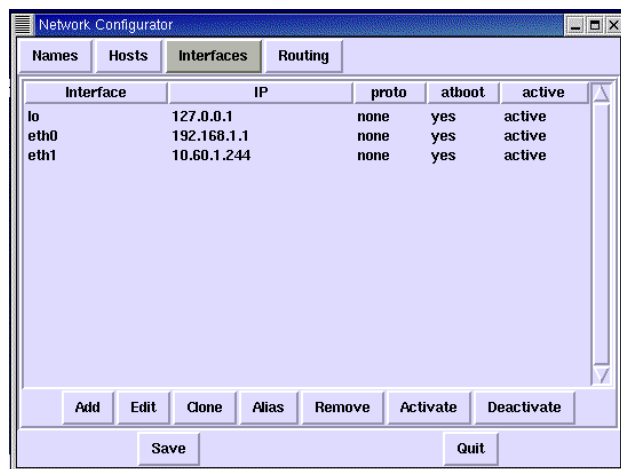 Network Configurator
Names Hosts Interfaces Routing
Interface IP proto atboot active
lo 127.0.0.1 none yes active
eth0 192.168.1.1 none yes active
eth1 10.60.1.244 none yes active
Add Edit Clone Alias Remove Activate Deactivate
Save Quit